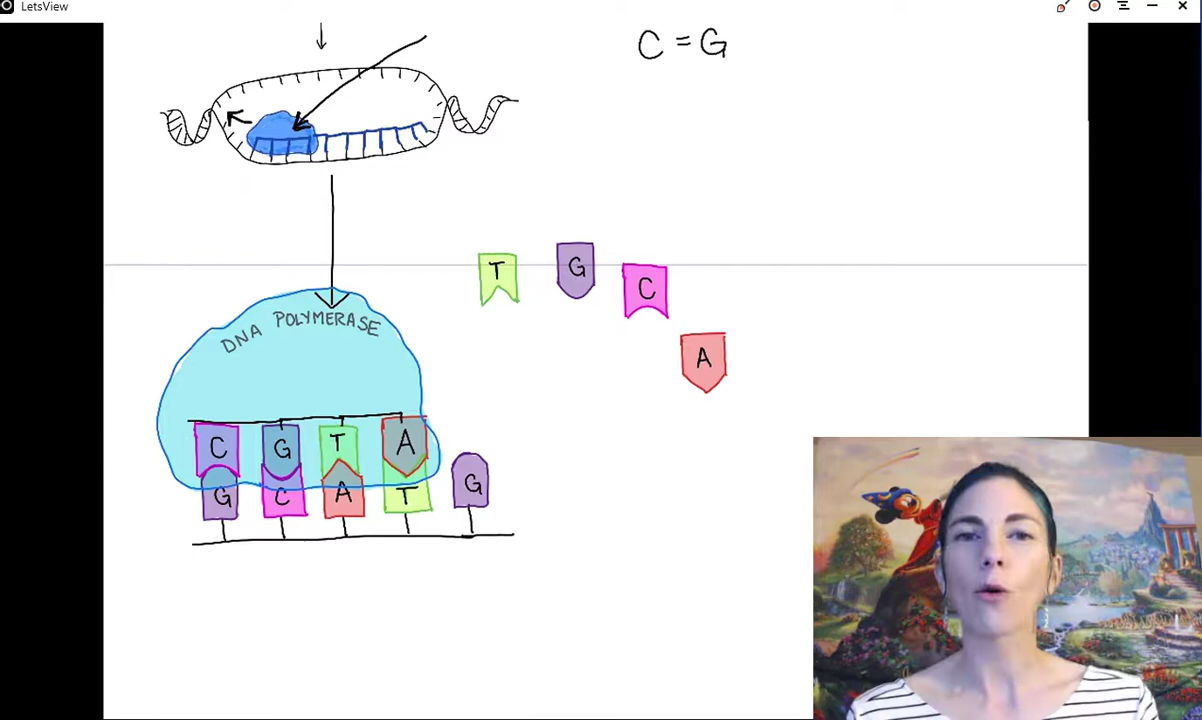 LetsView
C = G
T G C
A
DNA POLYMERASE
C G T A
G C A T G